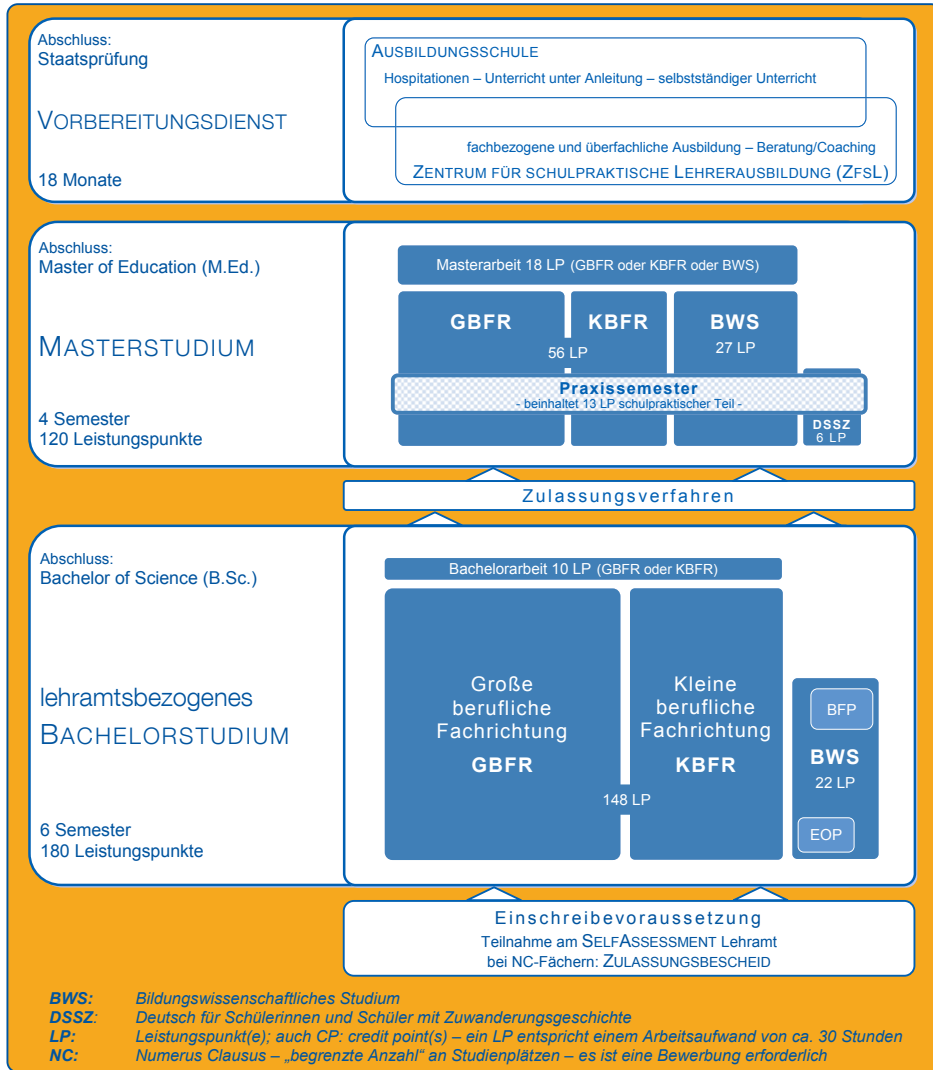 Abschluss:
Staatsprüfung
VORBEREITUNGSDIENST
18 Monate
AUSBILDUNGSSCHULE
Hospitationen – Unterricht unter Anleitung – selbstständiger Unterricht
fachbezogene und überfachliche Ausbildung – Beratung/Coaching
ZENTRUM FÜR SCHULPRAKTISCHE LEHRERAUSBILDUNG (ZFSL)
Abschluss:
Master of Education (M.Ed.)
MASTERSTUDIUM
4 Semester
120 Leistungspunkte
Masterarbeit 18 LP (GBFR oder KBFR oder BWS)
GBFR
KBFR
56 LP
BWS
27 LP
Praxissemester
- beinhaltet 13 LP schulpraktischer Teil -
DSSZ
6 LP
Zulassungsverfahren
Abschluss:
Bachelor of Science (B.Sc.)
lehramtsbezogenes
BACHELORSTUDIUM
6 Semester
180 Leistungspunkte
Bachelorarbeit 10 LP (GBFR oder KBFR)
Große
berufliche
Fachrichtung
GBFR
Kleine
berufliche
Fachrichtung
KBFR
148 LP
BFP
BWS
22 LP
EOP
Einschreibevoraussetzung
Teilnahme am SELFASSESSMENT Lehramt
bei NC-Fächern: ZULASSUNGSBESCHEID
BWS: Bildungswissenschaftliches Studium
DSSZ: Deutsch für Schülerinnen und Schüler mit Zuwanderungsgeschichte
LP: Leistungspunkt(e); auch CP: credit point(s) – ein LP entspricht einem Arbeitsaufwand von ca. 30 Stunden
NC: Numerus Clausus – „begrenzte Anzahl" an Studienplätzen – es ist eine Bewerbung erforderlich